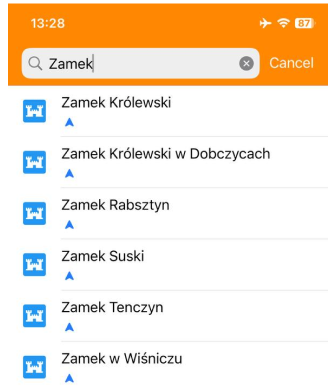 13:28
87
Zamek
Cancel
Zamek Królewski
Zamek Królewski w Dobczycach
Zamek Rabsztyn
Zamek Suski
Zamek Tenczyn
Zamek w Wiśniczu